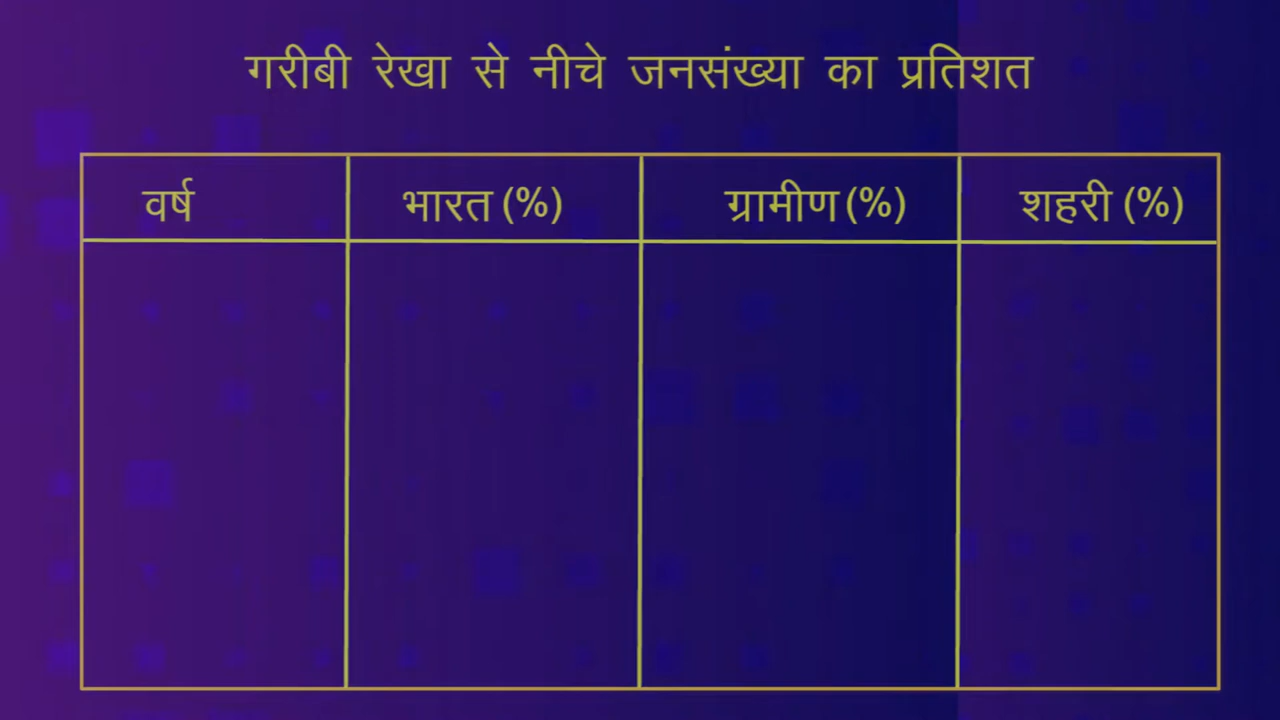 गरीबी रेखा से नीचे जनसंख्या का प्रतिशत
वर्ष भारत (%) ग्रामीण (%) शहरी (%)